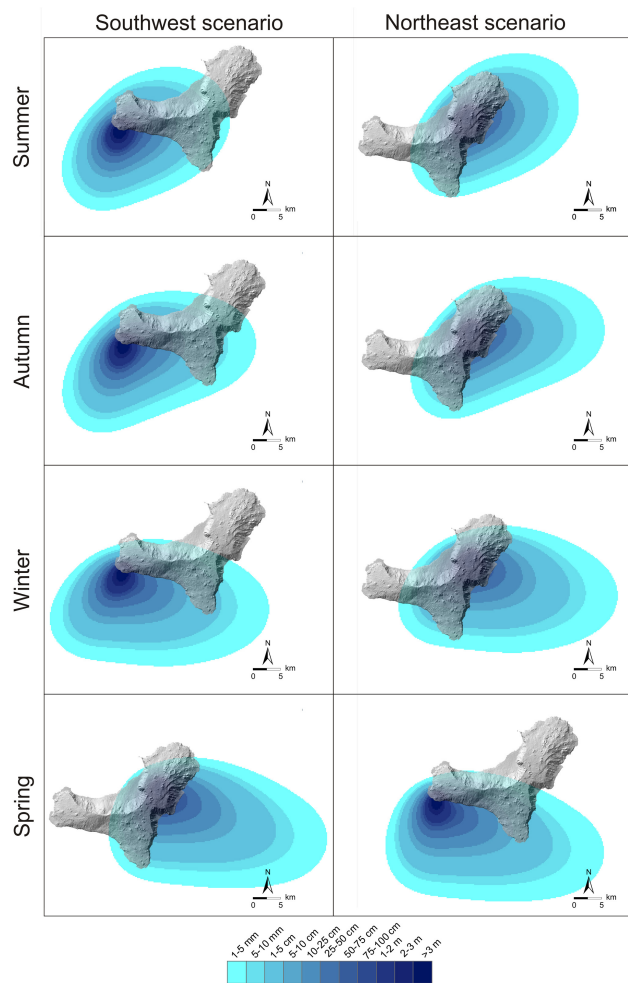 Southwest scenario
Northeast scenario
Summer
N
0 5 km
N
0 5 km
Autumn
N
0 5 km
N
0 5 km
Winter
N
0 5 km
N
0 5 km
Spring
N
0 5 km
N
0 5 km
1-5 mm
5-10 mm
1-5 cm
5-10 cm
10-25 cm
25-50 cm
50-75 cm
75-100 cm
1-2 m
2-3 m
>3 m